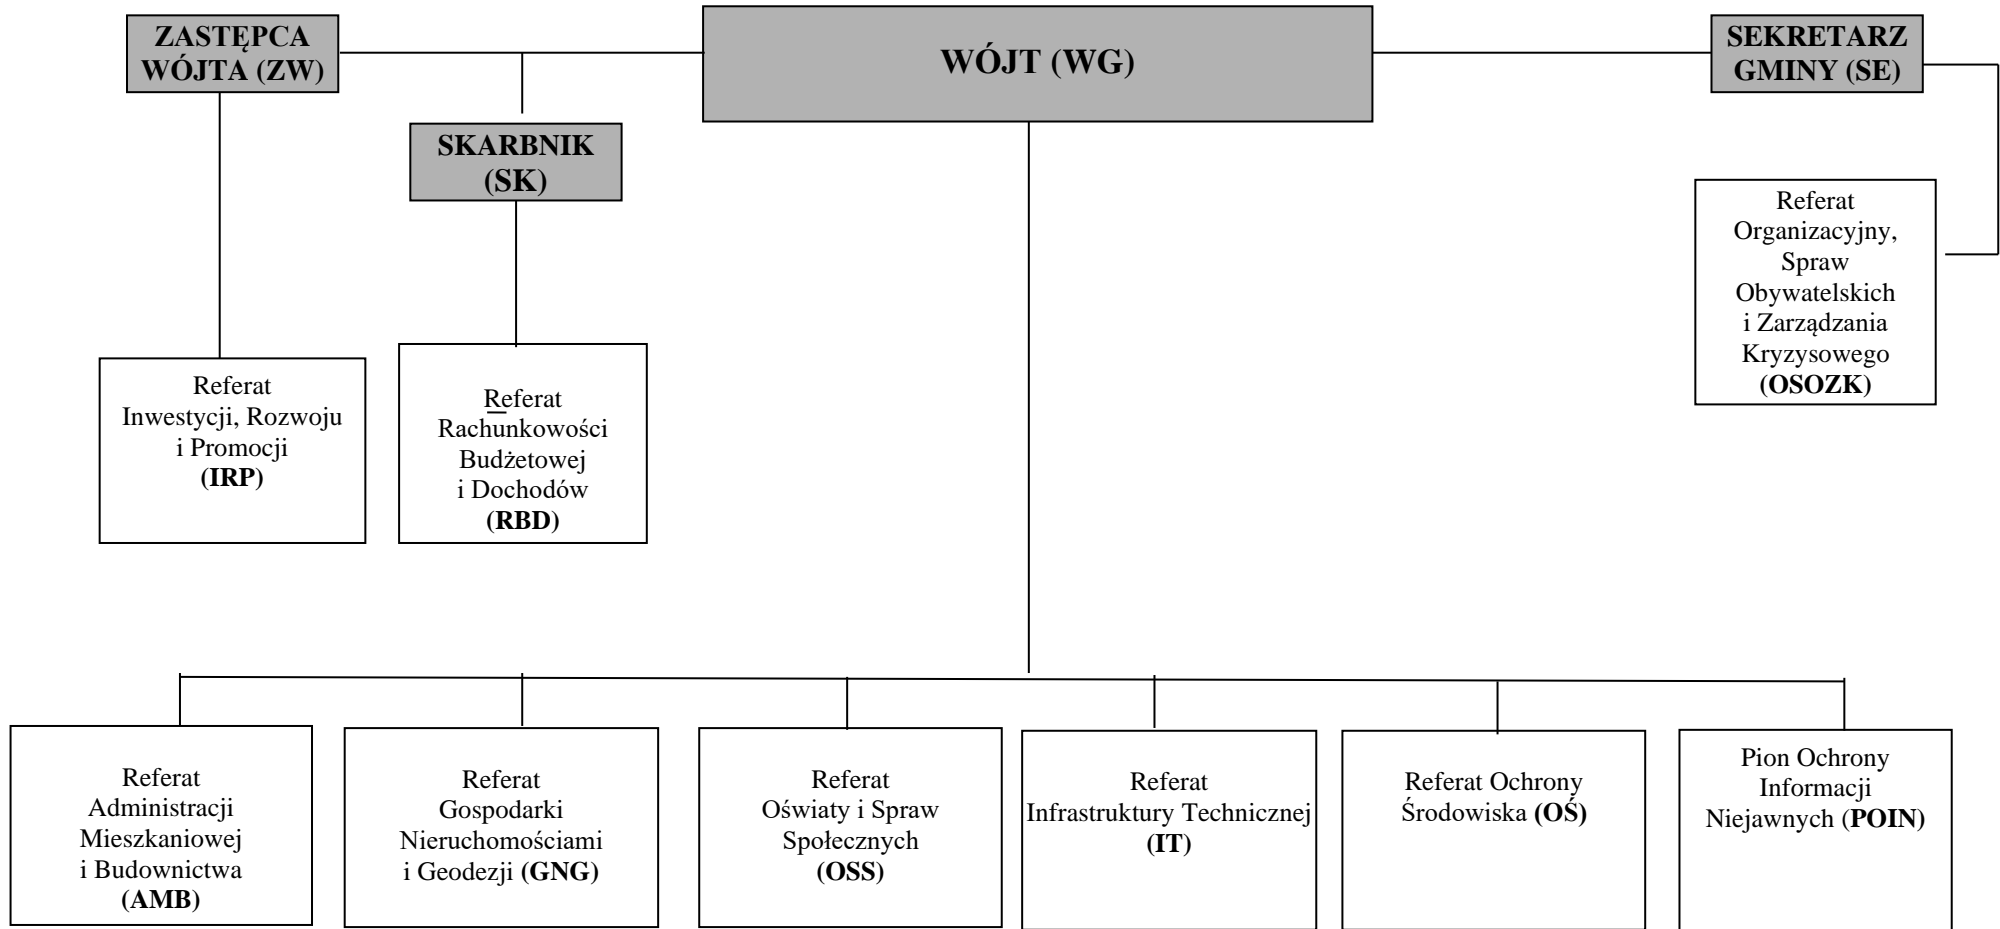 ZASTĘPCA
WÓJTA (ZW)
WÓJT (WG)
SEKRETARZ
GMINY (SE)
SKARBNIK
(SK)
Referat
Organizacyjny,
Spraw
Obywatelskich
i Zarządzania
Kryzysowego
(OSOZK)
Referat
Inwestycji, Rozwoju
i Promocji
(IRP)
Referat
Rachunkowości
Budżetowej
i Dochodów
(RBD)
Referat
Administracji
Mieszkaniowej
i Budownictwa
(AMB)
Referat
Gospodarki
Nieruchomościami
i Geodezji (GNG)
Referat
Oświaty i Spraw
Społecznych
(OSS)
Referat
Infrastruktury Technicznej
(IT)
Referat Ochrony
Środowiska (OŚ)
Pion Ochrony
Informacji
Niejawnych (POIN)